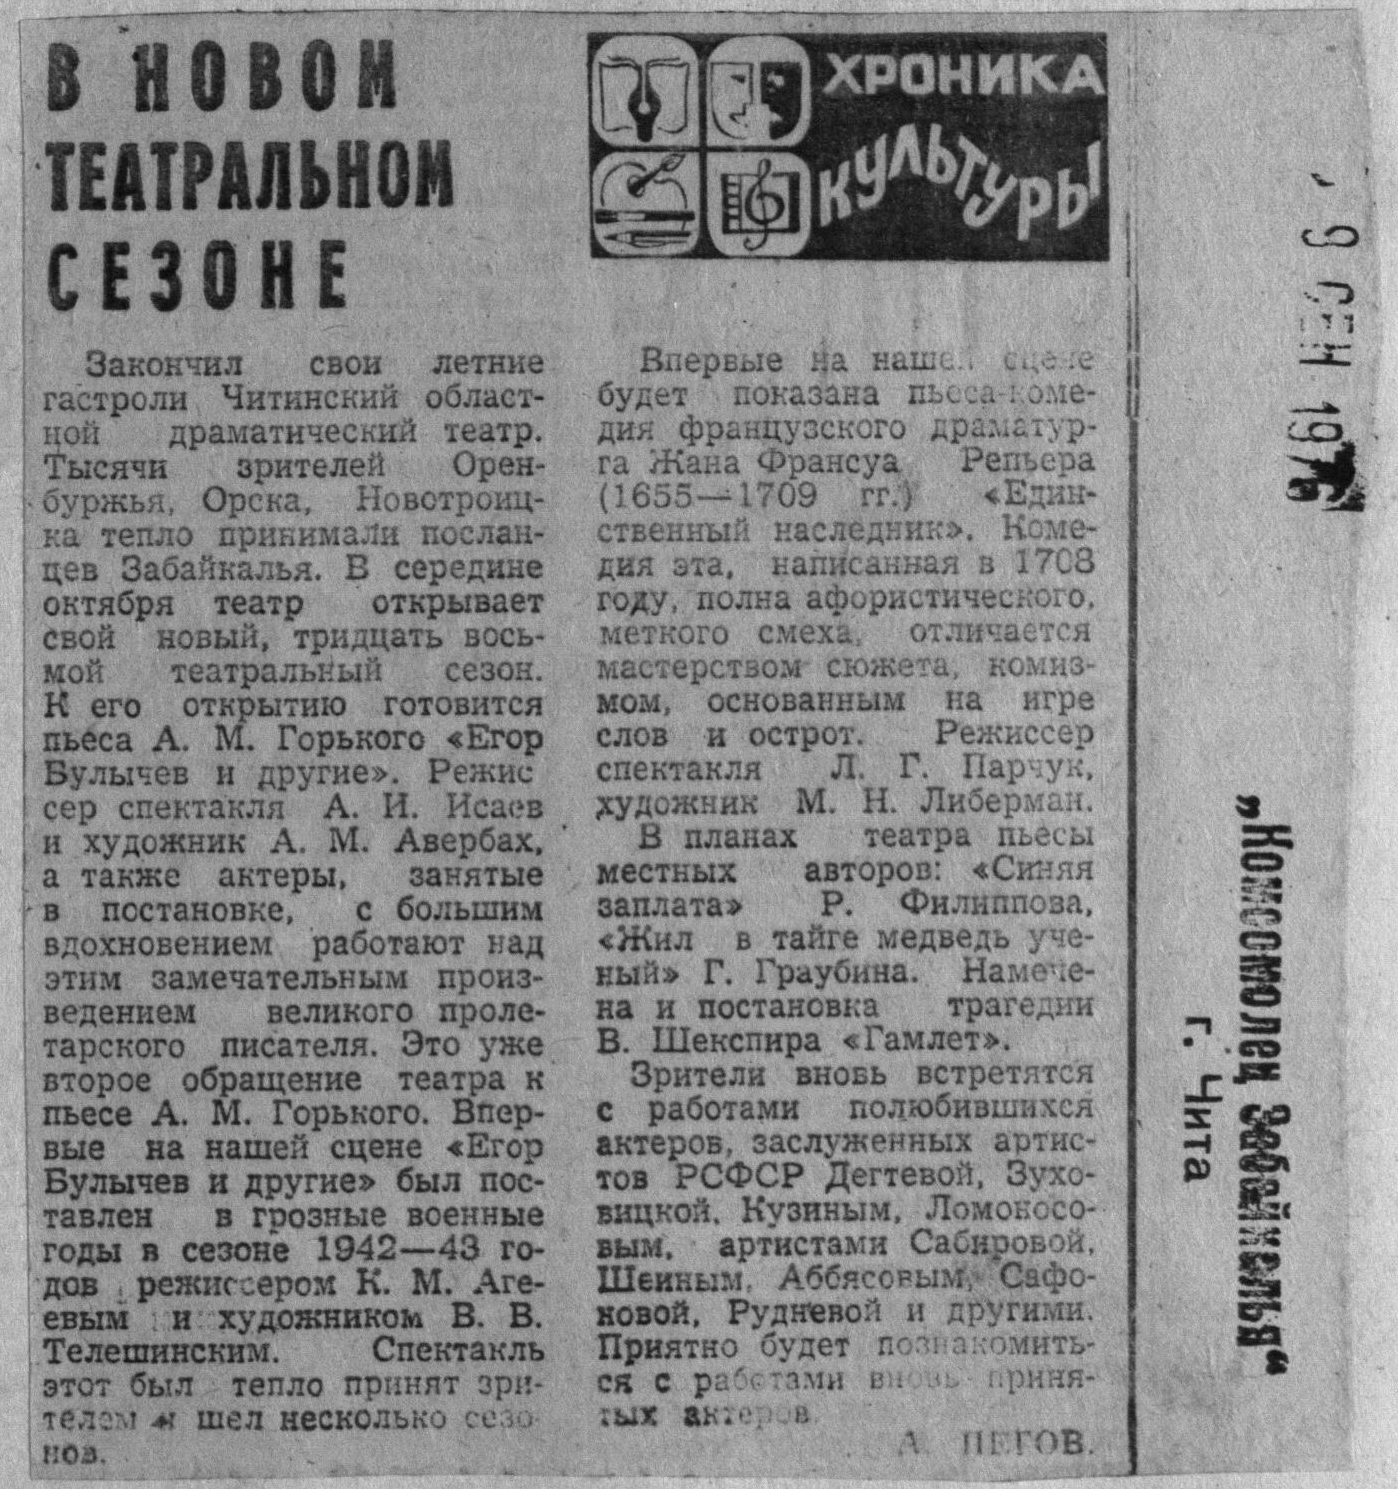 В НОВОМ
ТЕАТРАЛЬНОМ
СЕЗОНЕ
ХРОНИКА
КУЛЬТУРЫ
Закончил свои летние
гастроли Читинский област-
ной драматический театр.
Тысячи зрителей Орен-
буржья, Орска, Новотроиц-
ка тепло принимали послан-
цев Забайкалья. В середине
октября театр открывает
свой новый, тридцать вось-
мой театральный сезон.
К его открытию готовится
пьеса А. М. Горького «Егор
Булычев и другие». Режис
сер спектакля А. И. Исаев
и художник А. М. Авербах,
а также актеры, занятые
в постановке, с большим
вдохновением работают над
этим замечательным произ-
ведением великого проле-
тарского писателя. Это уже
второе обращение театра к
пьесе А. М. Горького. Впер-
вые на нашей сцене «Егор
Булычев и другие» был пос-
тавлен в грозные военные
годы в сезоне 1942—43 го-
дов режиссером К. М. Аге-
евым и художником В. В.
Телешинским. Спектакль
этот был тепло принят зри-
телем и шел несколько сезо-
нов.
Впервые на нашей сцене
будет показана пьеса-коме-
дия французского драматур-
га Жана Франсуа Репьера
(1655—1709 гг.) «Един-
ственный наследник». Коме-
дия эта, написанная в 1708
году, полна афористического,
меткого смеха, отличается
мастерством сюжета, комиз-
мом, основанным на игре
слов и острот. Режиссер
спектакля Л. Г. Парчук,
художник М. Н. Либерман.
В планах театра пьесы
местных авторов: «Синяя
заплата» Р. Филиппова,
«Жил в тайге медведь уче-
ный» Г. Граубина. Намече-
на и постановка трагедии
В. Шекспира «Гамлет».
Зрители вновь встретятся
с работами полюбившихся
актеров, заслуженных артис-
тов РСФСР Дегтевой, Зухо-
вицкой, Кузиным, Ломоносо-
вым, артистами Сабировой,
Шеиным, Аббясовым, Сафо-
новой, Рудневой и другими.
Приятно будет познакомить-
ся с работами вновь приня-
тых актеров.
А. ПЕГОВ.
9 СЕН
„Комсомолец Забайкалья“
г. Чита